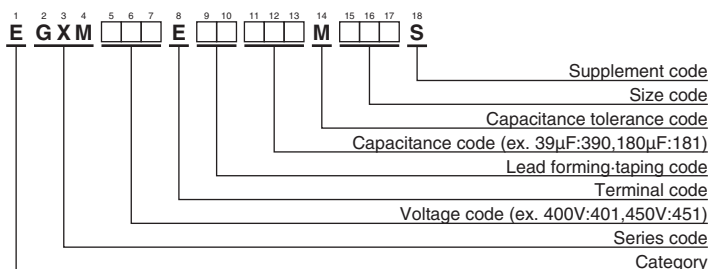 1 2 3 4 5 6 7 8 9 10 11 12 13 14 15 16 17 18
E GXM E M S
Supplement code
Size code
Capacitance tolerance code
Capacitance code (ex. 39μF:390,180μF:181)
Lead forming·taping code
Terminal code
Voltage code (ex. 400V:401,450V:451)
Series code
Category